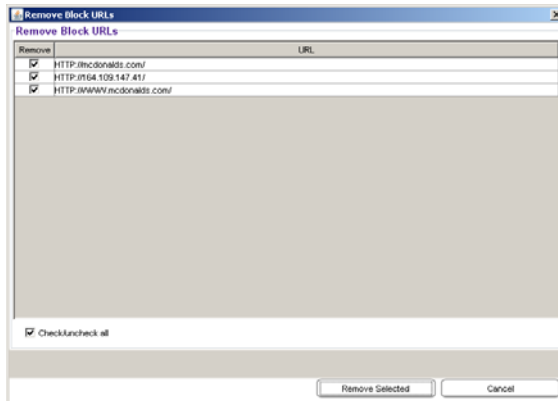 Remove Block URLs
Remove Block URLs
Remove URL
HTTP://mcdonalds.com/
HTTP://164.109.147.41/
HTTP://WWW.mcdonalds.com/
Check/uncheck all
Remove Selected Cancel